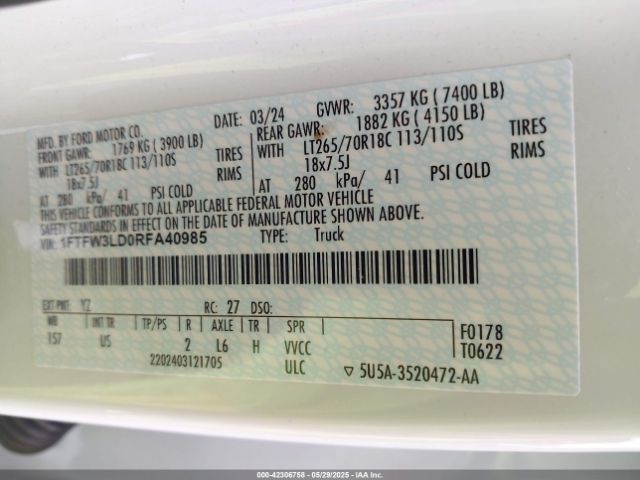 MFD. BY FORD MOTOR CO.
DATE: 03/24 GVWR: 3357 KG ( 7400 LB)
FRONT GAWR: 1769 KG ( 3900 LB) REAR GAWR: 1882 KG ( 4150 LB)
WITH LT265/70R18C 113/110S TIRES WITH LT265/70R18C 113/110S TIRES
18x7.5J RIMS 18x7.5J RIMS
AT 280 kPa/ 41 PSI COLD AT 280 kPa/ 41 PSI COLD
THIS VEHICLE CONFORMS TO ALL APPLICABLE FEDERAL MOTOR VEHICLE
SAFETY STANDARDS IN EFFECT ON THE DATE OF MANUFACTURE SHOWN ABOVE.
VIN: 1FTFW3LD0RFA40985 TYPE: Truck
EXT PNT: YZ RC: 27 DSO:
WB INT TR TP/PS R AXLE TR SPR
157 US 2 L6 H VVCC
2202403121705 ULC
F0178
T0622
▽ 5U5A-3520472-AA
000-42306758 - 05/29/2025 - IAA Inc.